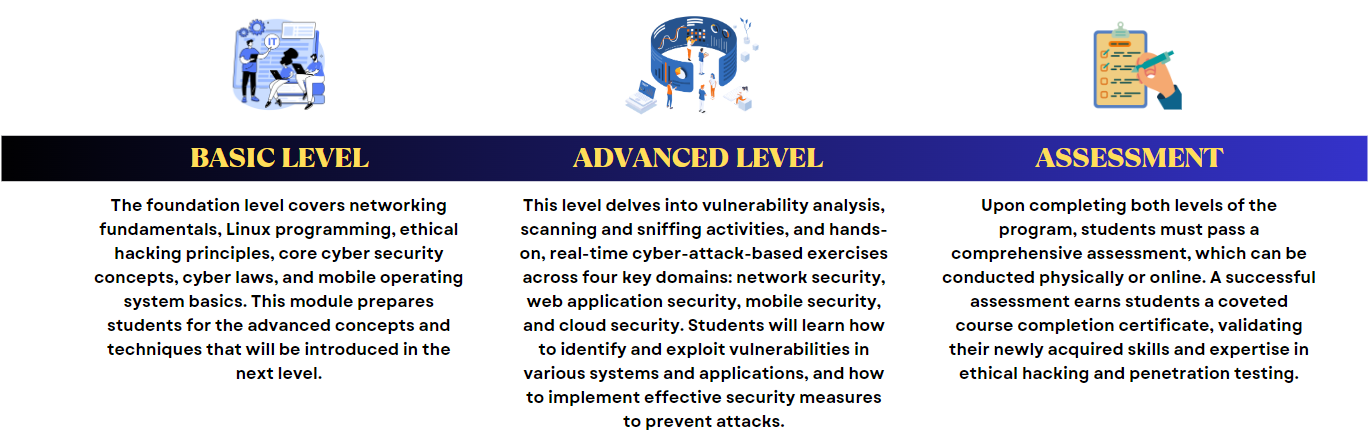 IT
BASIC LEVEL
The foundation level covers networking
fundamentals, Linux programming, ethical
hacking principles, core cyber security
concepts, cyber laws, and mobile operating
system basics. This module prepares
students for the advanced concepts and
techniques that will be introduced in the
next level.
ADVANCED LEVEL
This level delves into vulnerability analysis,
scanning and sniffing activities, and hands-
on, real-time cyber-attack-based exercises
across four key domains: network security,
web application security, mobile security,
and cloud security. Students will learn how
to identify and exploit vulnerabilities in
various systems and applications, and how
to implement effective security measures
to prevent attacks.
ASSESSMENT
Upon completing both levels of the
program, students must pass a
comprehensive assessment, which can be
conducted physically or online. A successful
assessment earns students a coveted
course completion certificate, validating
their newly acquired skills and expertise in
ethical hacking and penetration testing.